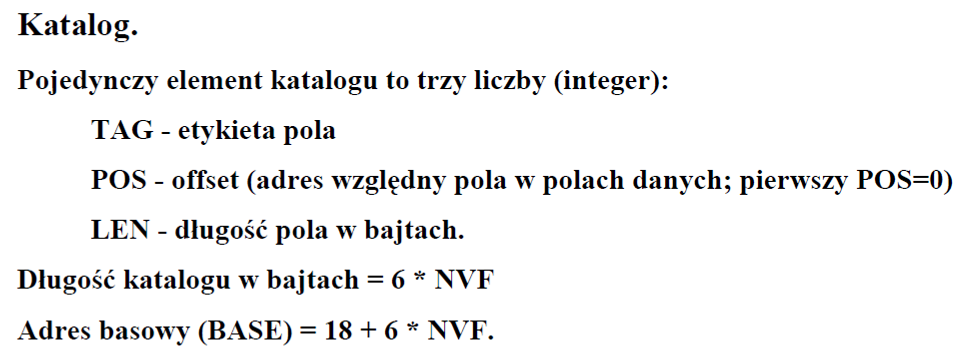 Katalog.
Pojedynczy element katalogu to trzy liczby (integer):
TAG - etykieta pola
POS - offset (adres względny pola w polach danych; pierwszy POS=0)
LEN - długość pola w bajtach.
Długość katalogu w bajtach = 6 * NVF
Adres basowy (BASE) = 18 + 6 * NVF.